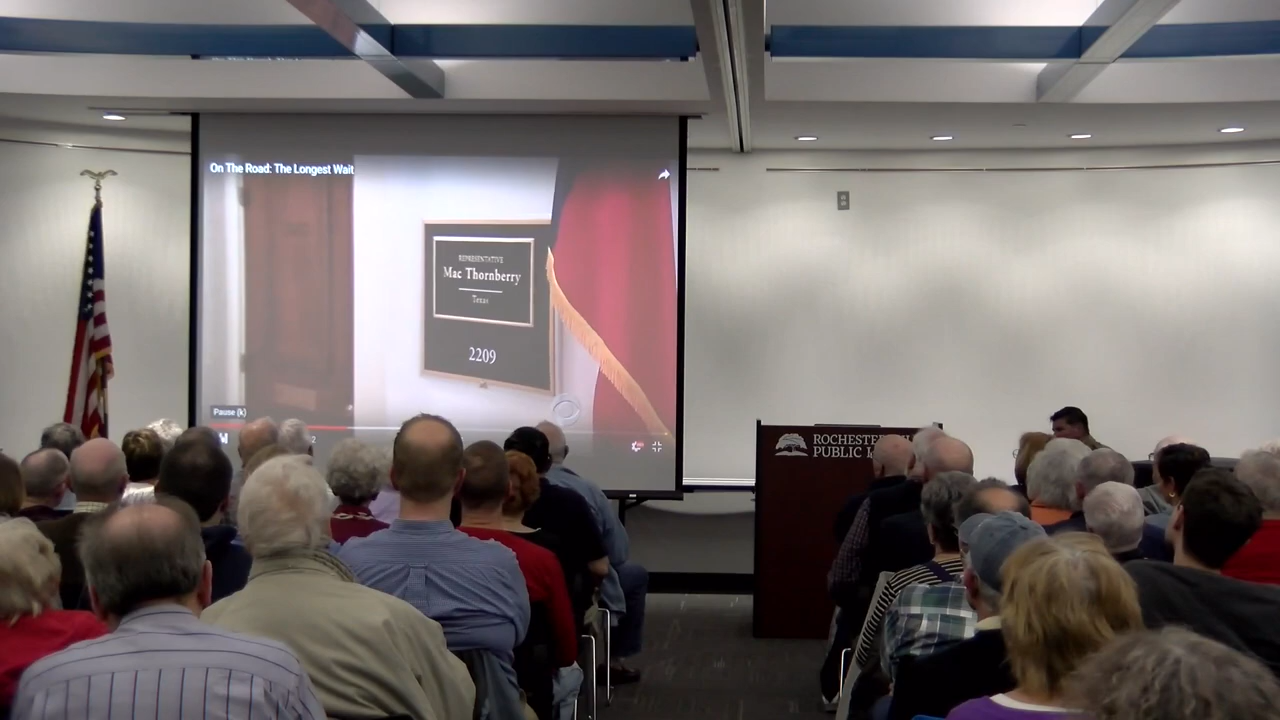 On The Road: The Longest Wait
REPRESENTATIVE
Mac Thornberry
Texas
2209
Pause (k)
ROCHESTER
PUBLIC